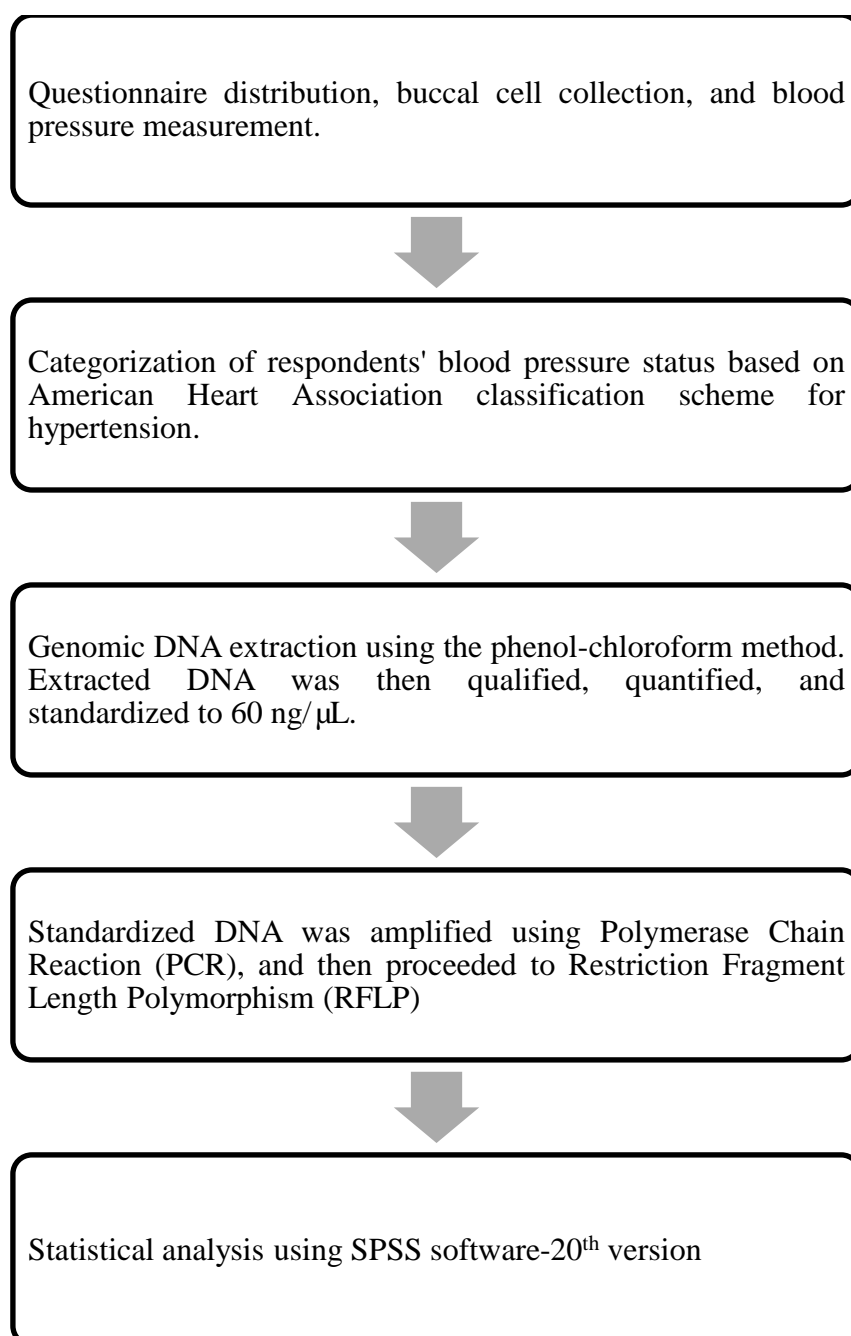 Questionnaire distribution, buccal cell collection, and blood
pressure measurement.
Categorization of respondents' blood pressure status based on
American Heart Association classification scheme for
hypertension.
Genomic DNA extraction using the phenol-chloroform method.
Extracted DNA was then qualified, quantified, and
standardized to 60 ng/µL.
Standardized DNA was amplified using Polymerase Chain
Reaction (PCR), and then proceeded to Restriction Fragment
Length Polymorphism (RFLP)
Statistical analysis using SPSS software-20th version